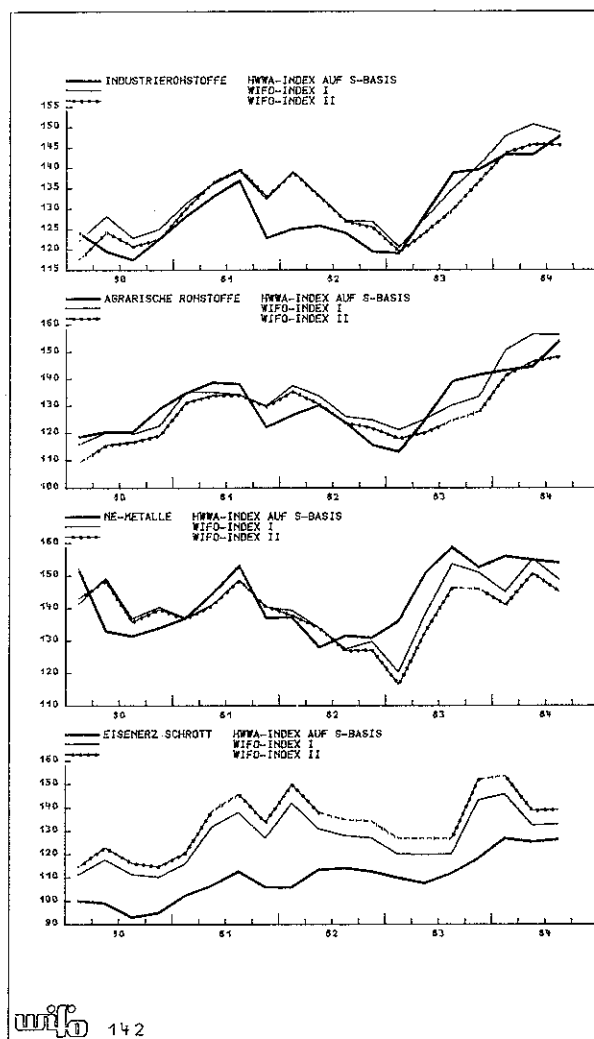 INDUSTRIEROHSTOFFE HWWA-INDEX AUF S-BASIS
WIFO-INDEX I
WIFO-INDEX II
155
150
145
140
135
130
125
120
115
80 81 82 83 84
AGRARISCHE ROHSTOFFE HWWA-INDEX AUF S-BASIS
WIFO-INDEX I
WIFO-INDEX II
160
150
140
130
120
110
100
80 81 82 83 84
NE-METALLE HWWA-INDEX AUF S-BASIS
WIFO-INDEX I
WIFO-INDEX II
160
150
140
130
120
110
80 81 82 83 84
EISENERZ SCHROTT HWWA-INDEX AUF S-BASIS
WIFO-INDEX I
WIFO-INDEX II
160
150
140
130
120
110
100
90
80 81 82 83 84
wifo 142